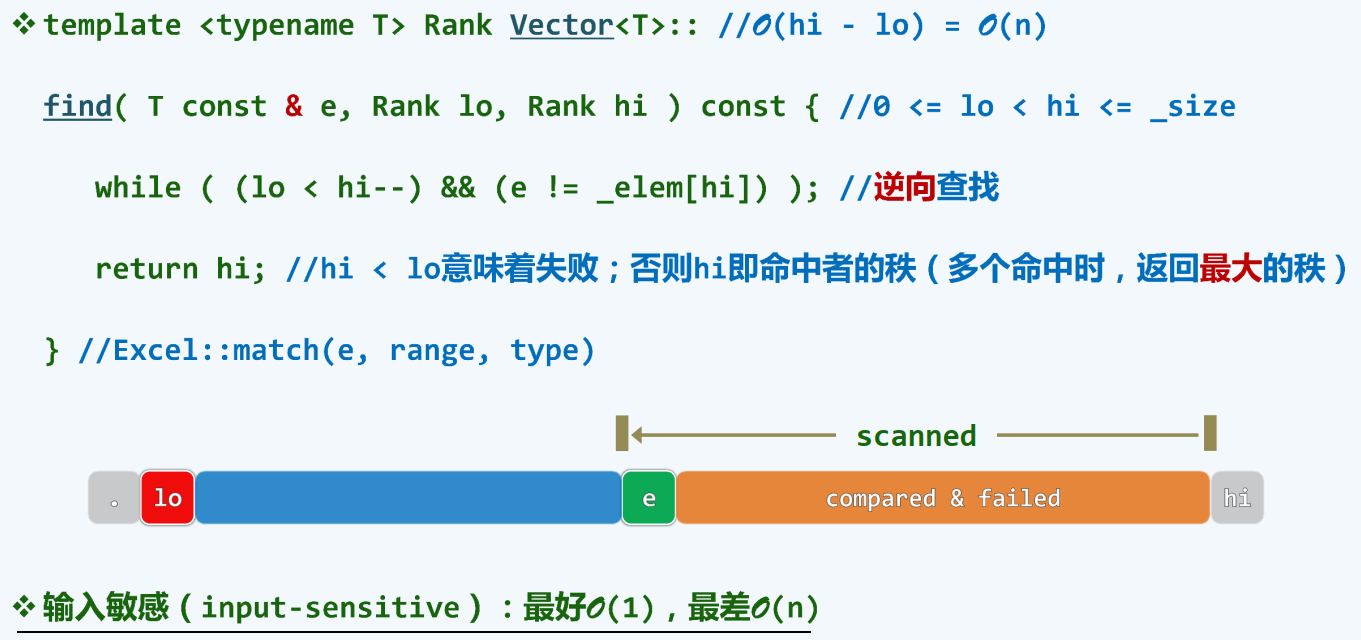 ❖template <typename T> Rank Vector<T>:: //O(hi - lo) = O(n)
find( T const & e, Rank lo, Rank hi ) const { //0 <= lo < hi <= _size
while ( (lo < hi--) && (e != _elem[hi]) ); //逆向查找
return hi; //hi < lo意味着失败；否则hi即命中者的秩（多个命中时，返回最大的秩）
} //Excel::match(e, range, type)
scanned
. lo e compared & failed hi
❖输入敏感（input-sensitive）：最好O(1)，最差O(n)